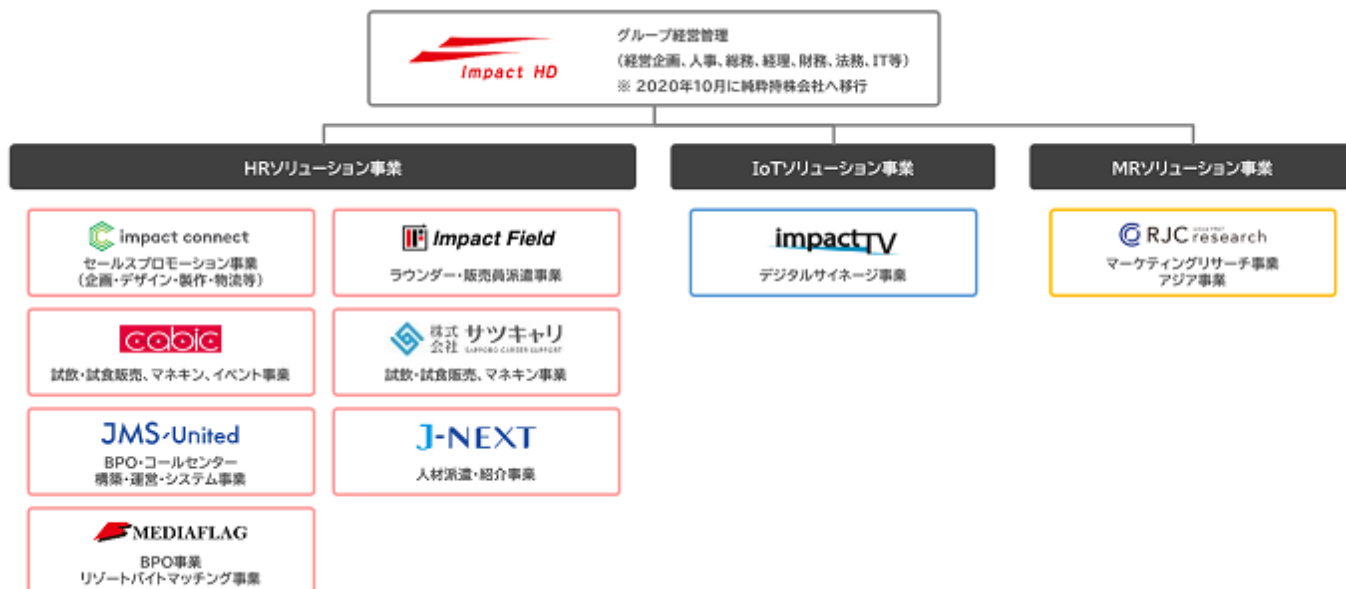 Impact HD
グループ経営管理
(経営企画、人事、総務、経理、財務、法務、IT等)
※ 2020年10月に純粋持株会社へ移行
HRソリューション事業
IoTソリューション事業
MRソリューション事業
impact connect
セールスプロモーション事業
(企画・デザイン・製作・物流等)
Impact Field
ラウンダー・販売員派遣事業
impactTV
デジタルサイネージ事業
RJC research
マーケティングリサーチ事業
アジア事業
cabic
試飲・試食販売、マネキン、イベント事業
株式会社 サツキャリ
SAPPORO CAREER SUPPORT
試飲・試食販売、マネキン事業
JMS・United
BPO・コールセンター
構築・運営・システム事業
J-NEXT
人材派遣・紹介事業
MEDIAFLAG
BPO事業
リゾートバイトマッチング事業